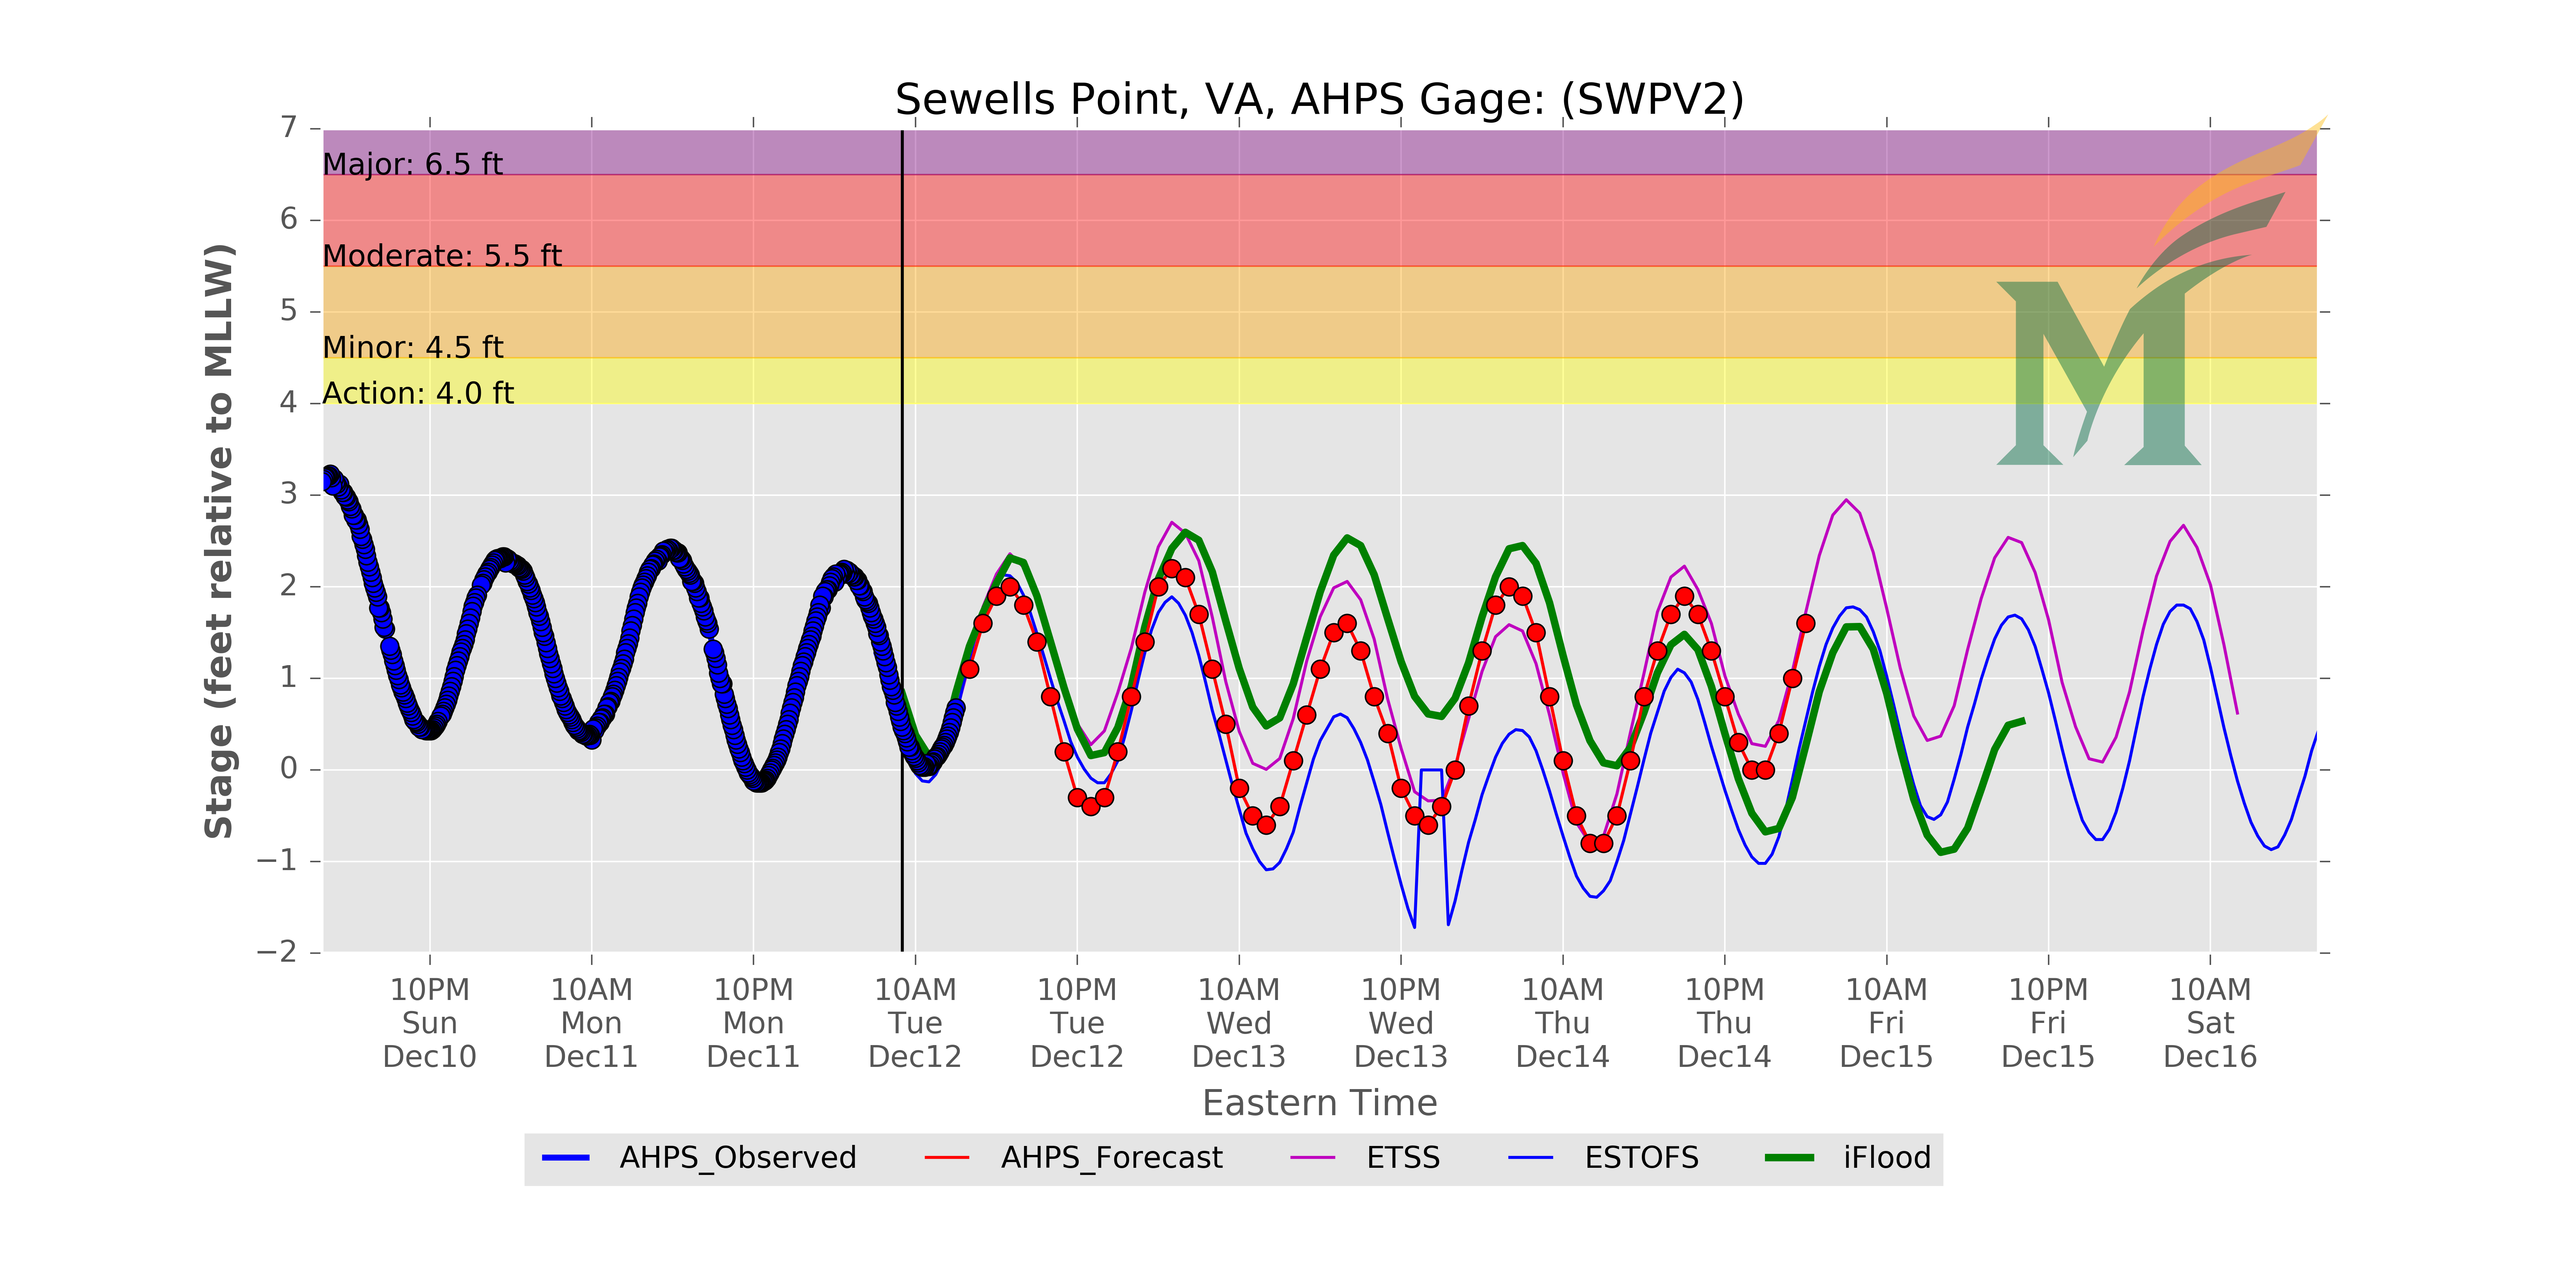 Sewells Point, VA, AHPS Gage: (SWPV2)
Stage (feet relative to MLLW)
7
6
5
4
3
2
1
0
−1
−2
Major: 6.5 ft
Moderate: 5.5 ft
Minor: 4.5 ft
Action: 4.0 ft
M
10PM 10AM 10PM 10AM 10PM 10AM 10PM 10AM 10PM 10AM 10PM 10AM
Sun Mon Mon Tue Tue Wed Wed Thu Thu Fri Fri Sat
Dec10 Dec11 Dec11 Dec12 Dec12 Dec13 Dec13 Dec14 Dec14 Dec15 Dec15 Dec16
Eastern Time
AHPS_Observed AHPS_Forecast ETSS ESTOFS iFlood